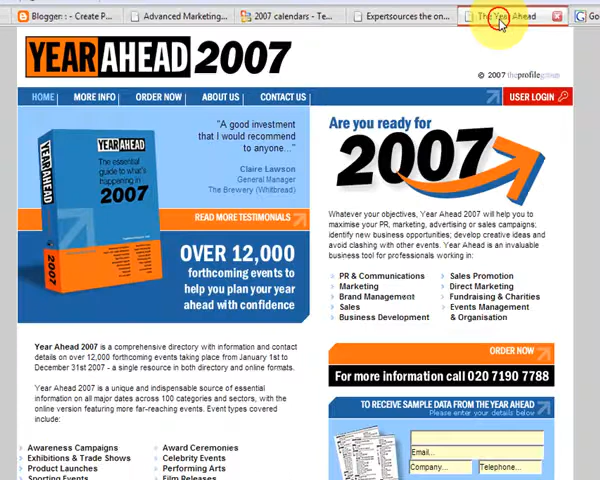 Blogger: : - Create P...
Advanced Marketing...
2007 calendars - Te...
Expertsources the on...
The Year Ahead
Go
YEAR AHEAD 2007
© 2007 theprofilegroup
HOME
MORE INFO
ORDER NOW
ABOUT US
CONTACT US
USER LOGIN
"A good investment
that I would recommend
to anyone..."
Claire Lawson
General Manager
The Brewery (Whitbread)
YEAR AHEAD
The essential
guide to what's
happening in
2007
READ MORE TESTIMONIALS
OVER 12,000
forthcoming events to
help you plan your year
ahead with confidence
Are you ready for
2007
Whatever your objectives, Year Ahead 2007 will help you to
maximise your PR, marketing, advertising or sales campaigns;
identify new business opportunities; develop creative ideas and
avoid clashing with other events. Year Ahead is an invaluable
business tool for professionals working in:
PR & Communications
Marketing
Brand Management
Sales
Business Development
Sales Promotion
Direct Marketing
Fundraising & Charities
Events Management
& Organisation
Year Ahead 2007 is a comprehensive directory with information and contact
details on over 12,000 forthcoming events taking place from January 1st to
December 31st 2007 - a single resource in both directory and online formats.
Year Ahead 2007 is a unique and indispensable source of essential
information on all major dates across 100 categories and sectors, with the
online version featuring more far-reaching events. Event types covered
include:
Awareness Campaigns
Exhibitions & Trade Shows
Product Launches
Sporting Events
Award Ceremonies
Celebrity Events
Performing Arts
Film Releases
ORDER NOW
For more information call 020 7190 7788
TO RECEIVE SAMPLE DATA FROM THE YEAR AHEAD
Please enter your details below
Email...
Company...
Telephone...